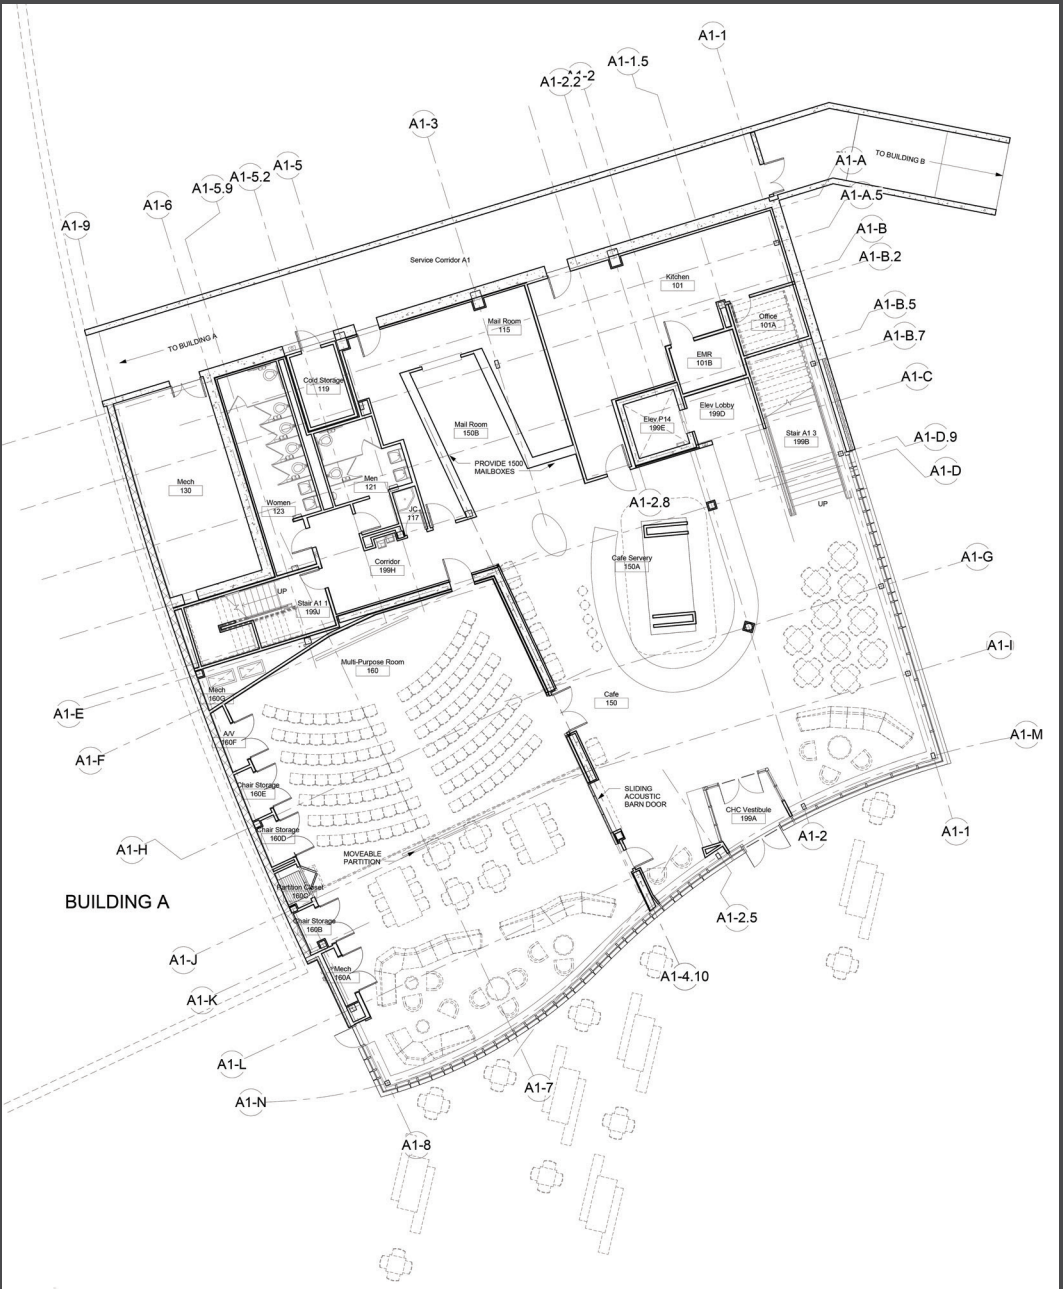 A1-1
A1-1.5
A1-2
A1-2.2
A1-3
A1-5
A1-5.2
A1-5.9
A1-6
A1-9
A1-A
TO BUILDING B
A1-A.5
A1-B
A1-B.2
A1-B.5
A1-B.7
A1-C
A1-D.9
A1-D
A1-G
A1-I
A1-M
A1-1
Service Corridor A1
TO BUILDING A
Kitchen
101
Mail Room
115
Office
101A
EMR
101B
Cold Storage
119
Elev Lobby
199D
Elev P14
199E
Stair A1 3
199B
UP
Mail Room
150B
PROVIDE 1500
MAILBOXES
Mech
130
Men
121
Women
123
JC
117
A1-2.8
Corridor
199H
Cafe Servery
150A
UP
Stair A1 1
199J
Multi-Purpose Room
160
Mech
160G
Cafe
150
A1-E
A1-F
A/V
160F
Chair Storage
160E
SLIDING
ACOUSTIC
BARN DOOR
CHC Vestibule
199A
Chair Storage
160D
A1-2
A1-H
MOVEABLE
PARTITION
Partition Closet
160C
BUILDING A
Chair Storage
160B
A1-2.5
A1-J
Mech
160A
A1-4.10
A1-K
A1-L
A1-7
A1-N
A1-8